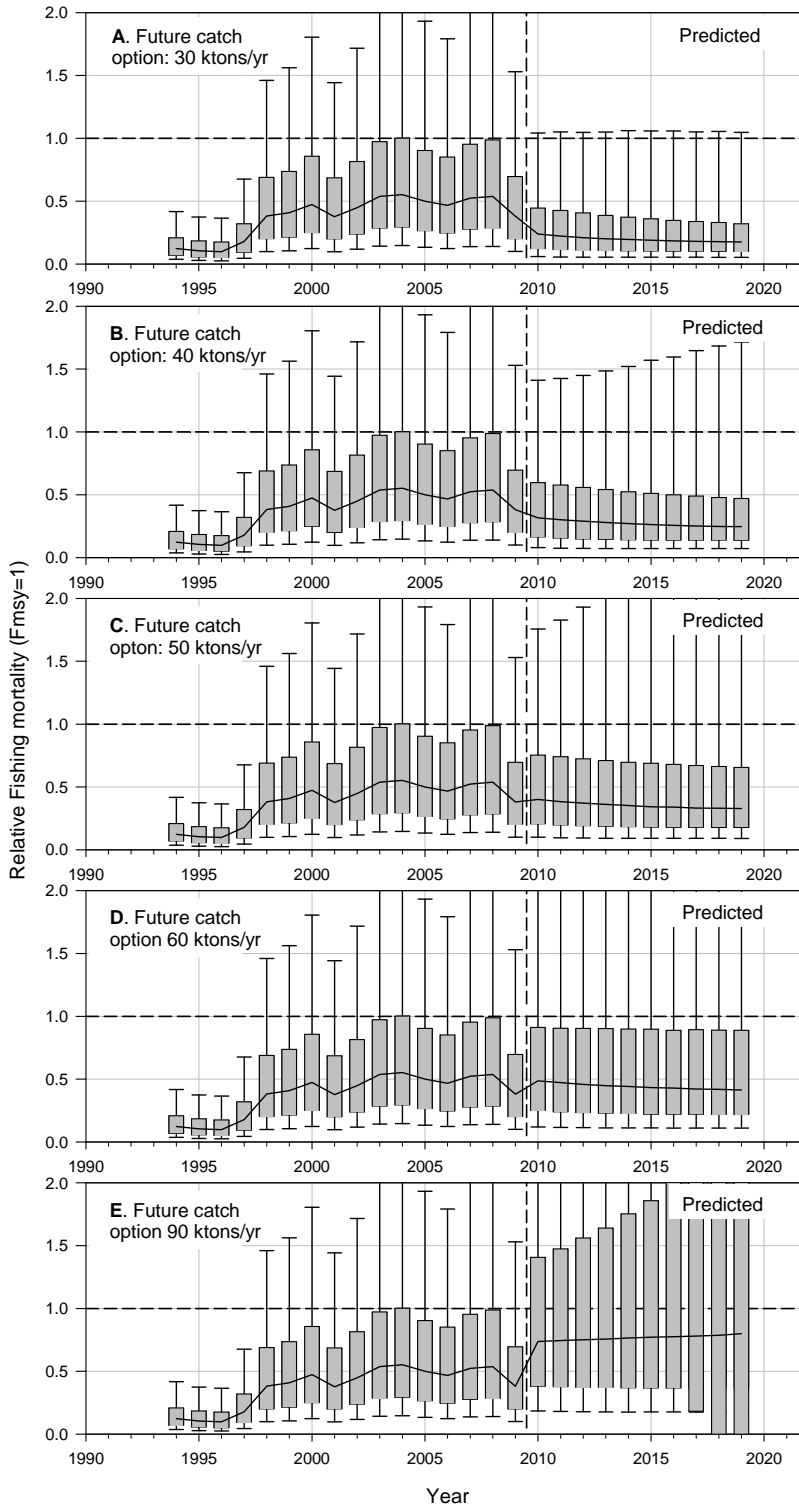 2.0
A. Future catch
option: 30 ktons/yr
Predicted
1.5
1.0
0.5
0.0
1990 1995 2000 2005 2010 2015 2020
2.0
B. Future catch
option: 40 ktons/yr
Predicted
1.5
1.0
0.5
0.0
1990 1995 2000 2005 2010 2015 2020
2.0
C. Future catch
opton: 50 ktons/yr
Predicted
1.5
1.0
0.5
0.0
1990 1995 2000 2005 2010 2015 2020
2.0
D. Future catch
option 60 ktons/yr
Predicted
1.5
1.0
0.5
0.0
1990 1995 2000 2005 2010 2015 2020
2.0
E. Future catch
option 90 ktons/yr
Predicted
1.5
1.0
0.5
0.0
1990 1995 2000 2005 2010 2015 2020
Relative Fishing mortality (Fmsy=1)
Year